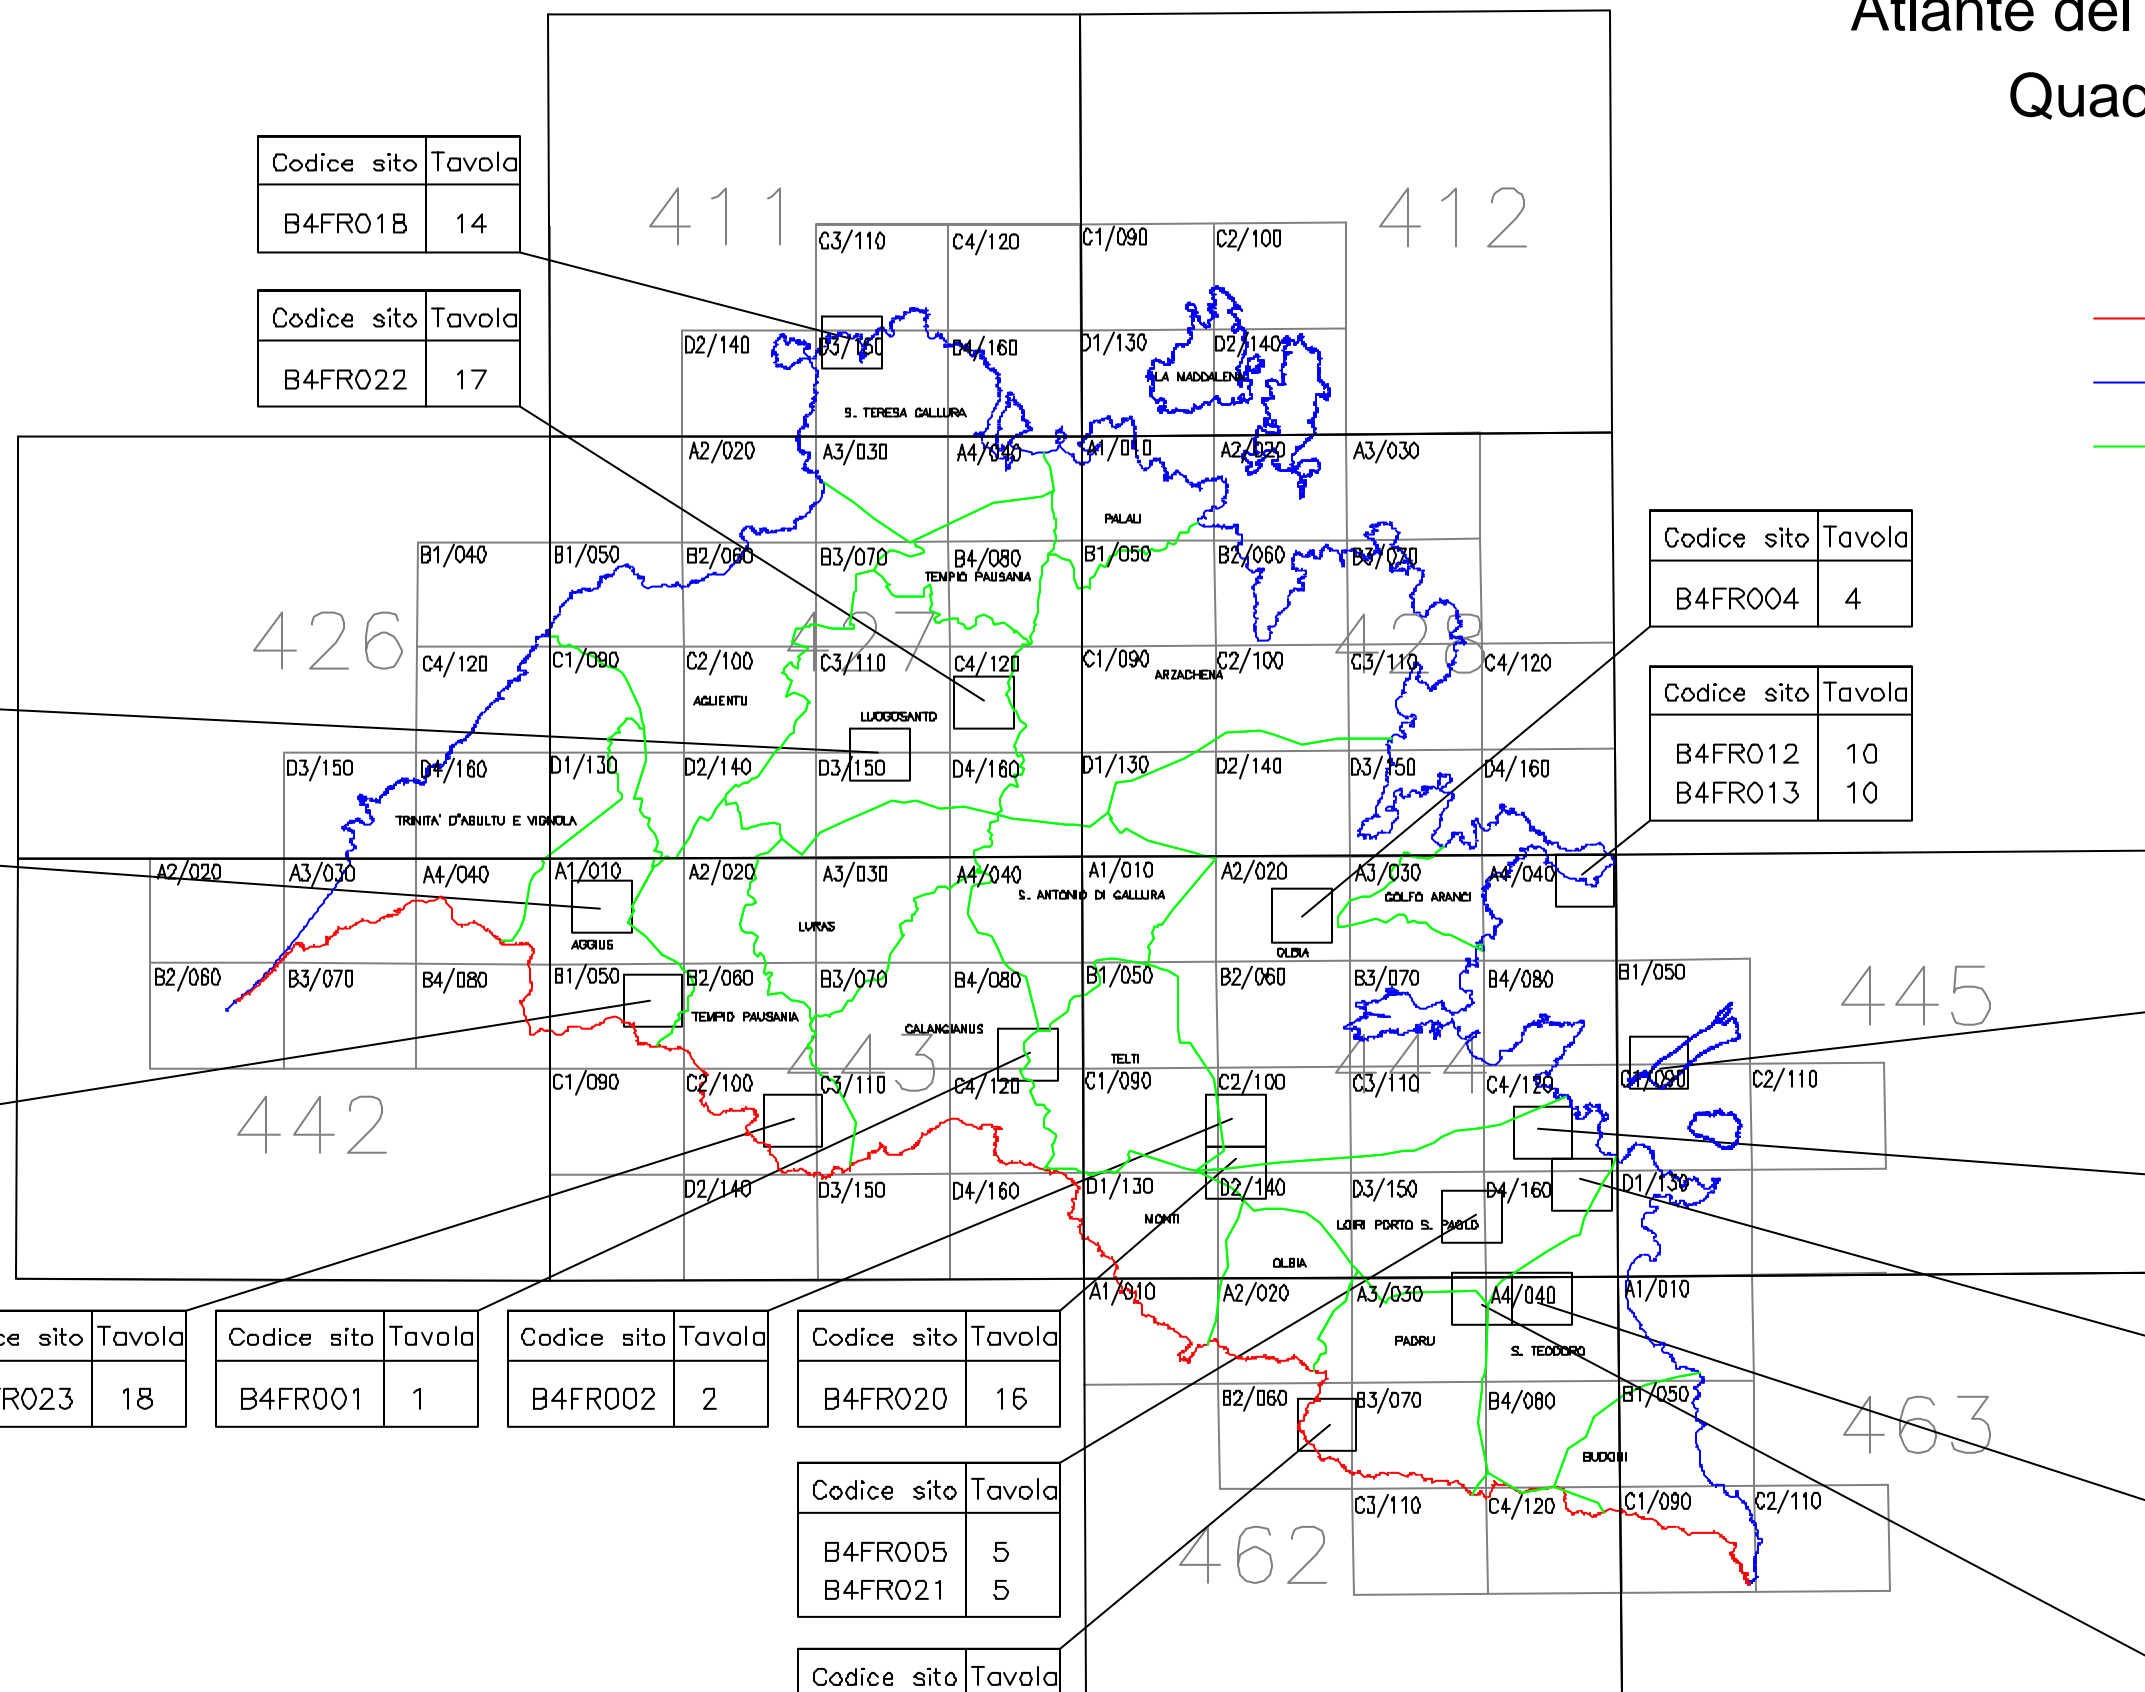 Atlante dei
Quad
Codice sito Tavola
B4FR018 14
Codice sito Tavola
B4FR022 17
411
412
C3/110 C4/120 C1/090 C2/100
D2/140 D3/150 D4/160 D1/130 D2/140
LA MADDALENA
S. TERESA GALLURA
A2/020 A3/030 A4/040 A1/010 A2/020 A3/030
PALAU
Codice sito Tavola
B4FR004 4
B1/040 B1/050 B2/060 B3/070 B4/080 B1/050 B2/060 B3/070
TEMPIO PAUSANIA
426
427
428
C4/120 C1/090 C2/100 C3/110 C4/120 C1/090 C2/100 C3/110 C4/120
ARZACHENA
AGLIENTU
LUOGOSANTO
Codice sito Tavola
B4FR012 10
B4FR013 10
D3/150 D4/160 D1/130 D2/140 D3/150 D4/160 D1/130 D2/140 D3/150 D4/160
TRINITA' D'AGULTU E VIGNOLA
A2/020 A3/030 A4/040 A1/010 A2/020 A3/030 A4/040 A1/010 A2/020 A3/030 A4/040
S. ANTONIO DI GALLURA
GOLFO ARANCI
LURAS
AGGIUS
OLBIA
B2/060 B3/070 B4/080 B1/050 B2/060 B3/070 B4/080 B1/050 B2/060 B3/070 B4/080 B1/050
445
TEMPIO PAUSANIA
CALANGIANUS
TELTI
443
444
442
C1/090 C2/100 C3/110 C4/120 C1/090 C2/100 C3/110 C4/120 C1/090 C2/110
D2/140 D3/150 D4/160 D1/130 D2/140 D3/150 D4/160 D1/130
MONTI
LOIRI PORTO S. PAOLO
OLBIA
A1/010 A2/020 A3/030 A4/040 A1/010
PADRU
S. TEODORO
ce sito Tavola
FR023 18
Codice sito Tavola
B4FR001 1
Codice sito Tavola
B4FR002 2
Codice sito Tavola
B4FR020 16
B2/060 B3/070 B4/080 B1/050
463
BUDONI
C3/110 C4/120 C1/090 C2/110
462
Codice sito Tavola
B4FR005 5
B4FR021 5
Codice sito Tavola